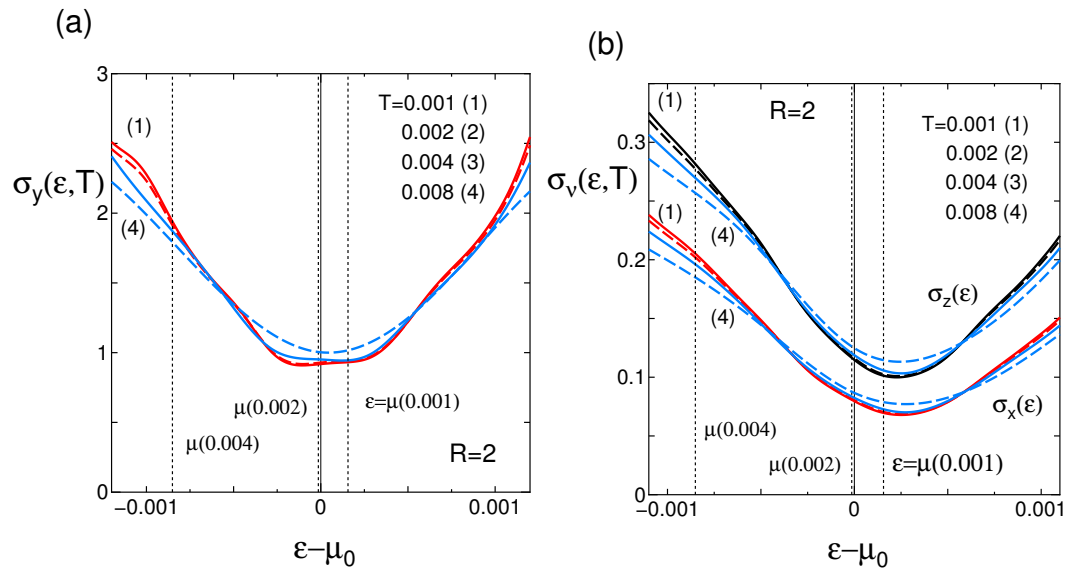 (a)
3
T=0.001 (1)
0.002 (2)
0.004 (3)
0.008 (4)
(1)
σy(ε,T)
2
(4)
1
μ(0.002)
ε=μ(0.001)
μ(0.004)
R=2
0
−0.001
0
0.001
ε−μ0
(b)
(1)
R=2
T=0.001 (1)
0.002 (2)
0.004 (3)
0.008 (4)
0.3
σν(ε,T)
(1)
(4)
0.2
σz(ε)
(4)
0.1
σx(ε)
μ(0.004)
μ(0.002)
ε=μ(0.001)
0
−0.001
0
0.001
ε−μ0